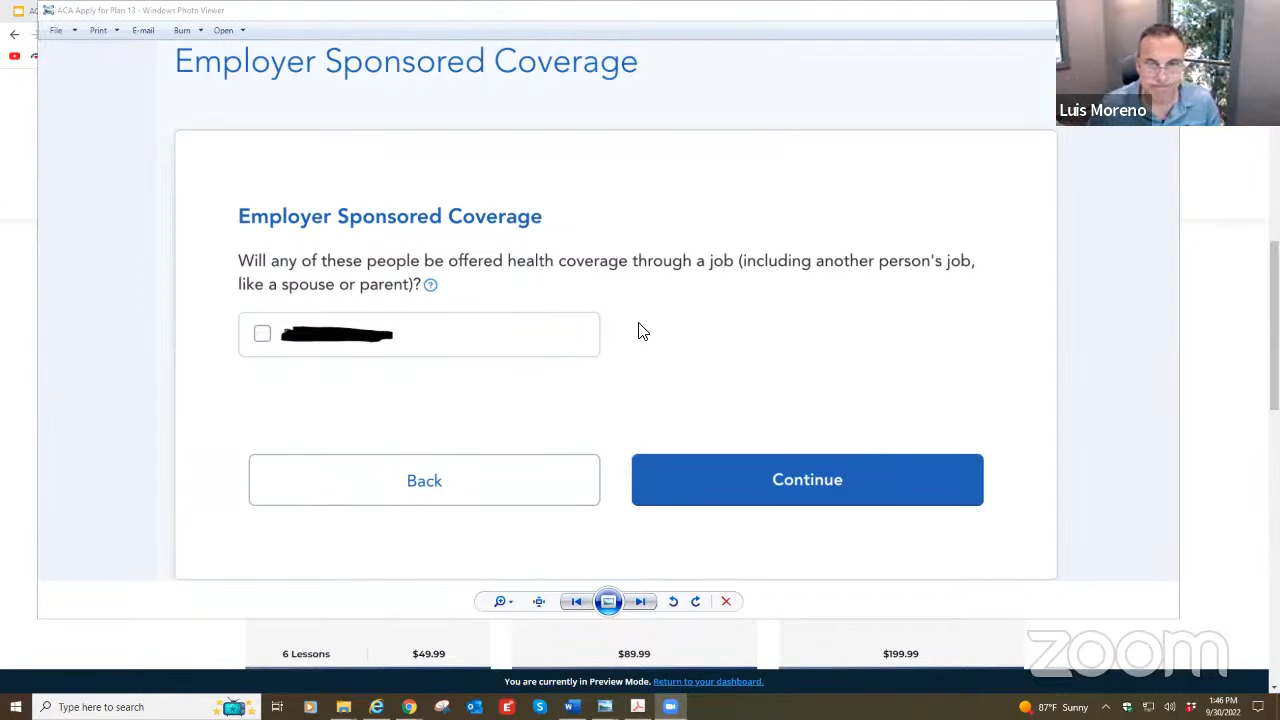 ACA Apply for Plan 13 - Windows Photo Viewer
File Print E-mail Burn Open
Luis Moreno
Employer Sponsored Coverage
Employer Sponsored Coverage
Will any of these people be offered health coverage through a job (including another person's job,
like a spouse or parent)?
Back Continue
6 Lessons $49.99 $89.99 $199.99
zoom
You are currently in Preview Mode. Return to your dashboard.
Type here to search
87°F Sunny
1:46 PM
9/30/2022